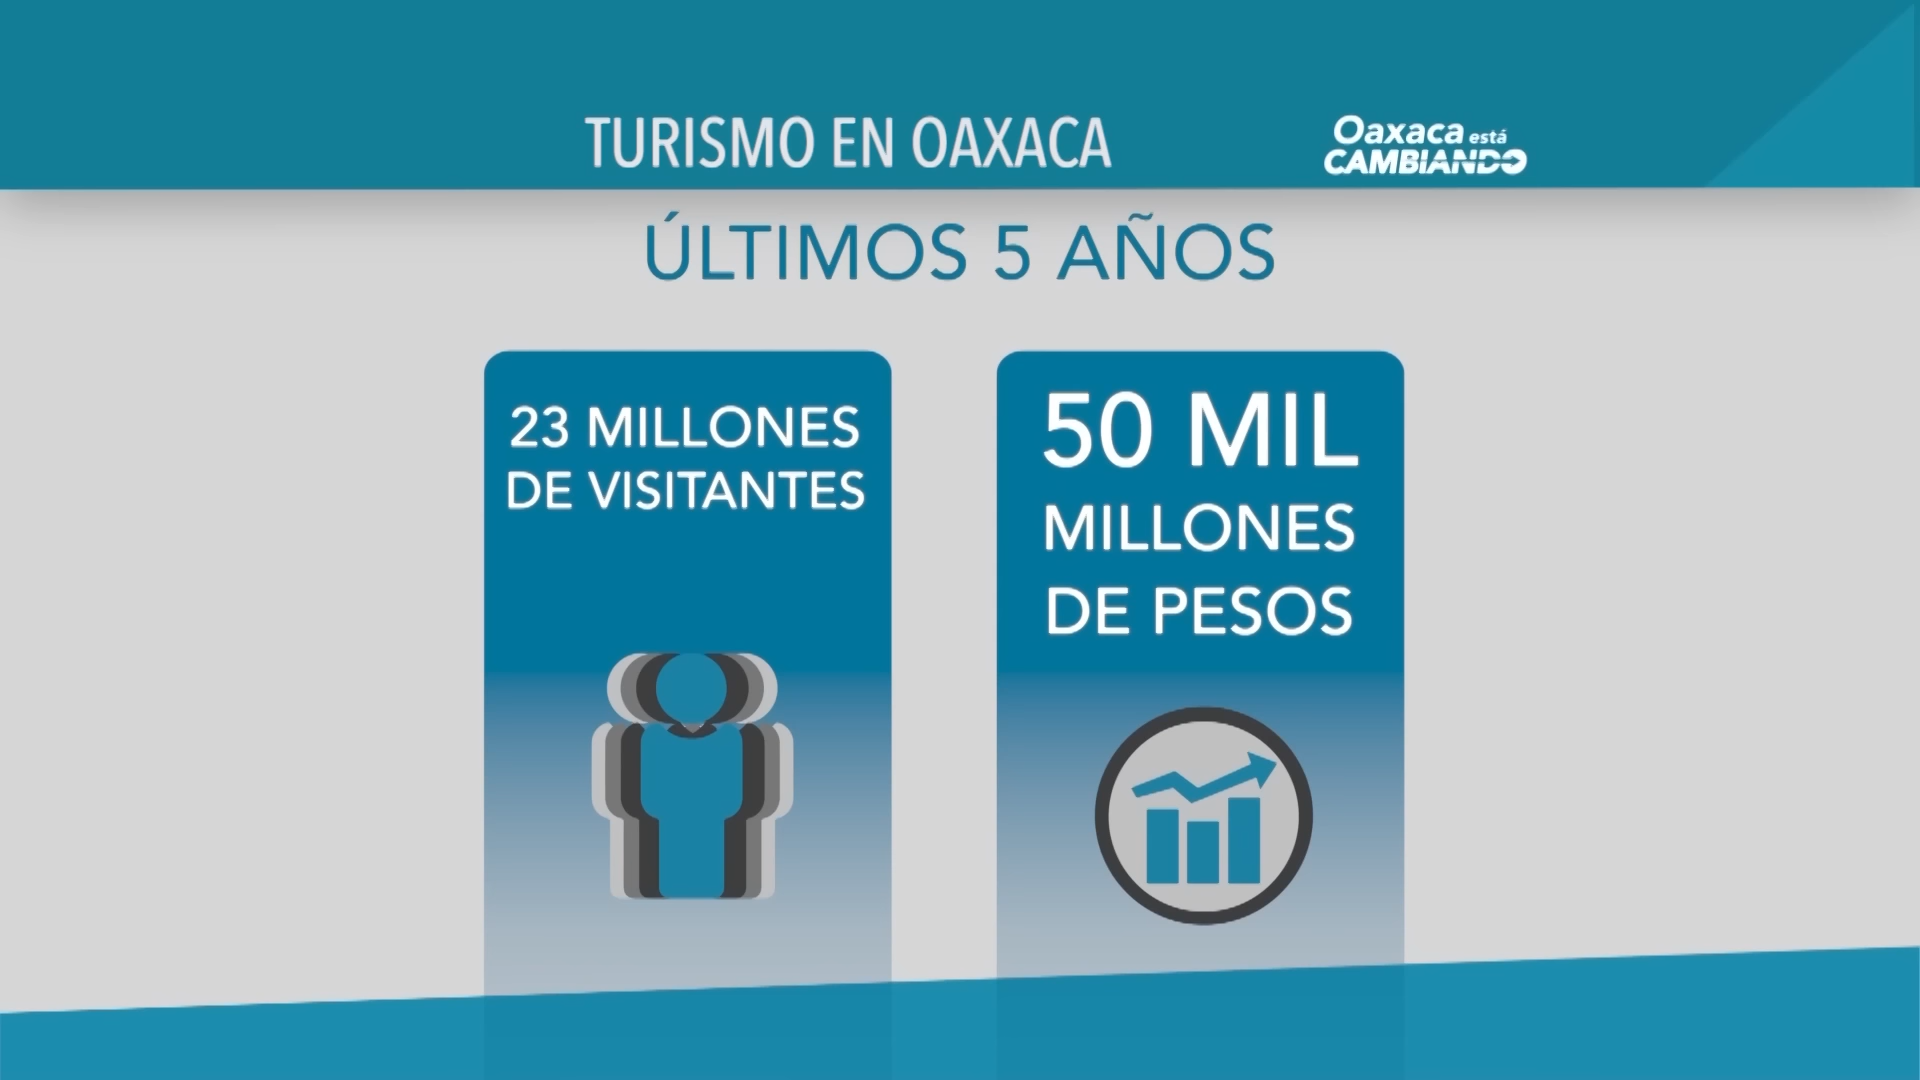 TURISMO EN OAXACA
Oaxaca está
CAMBIANDO
ÚLTIMOS 5 AÑOS
23 MILLONES
DE VISITANTES
50 MIL
MILLONES
DE PESOS